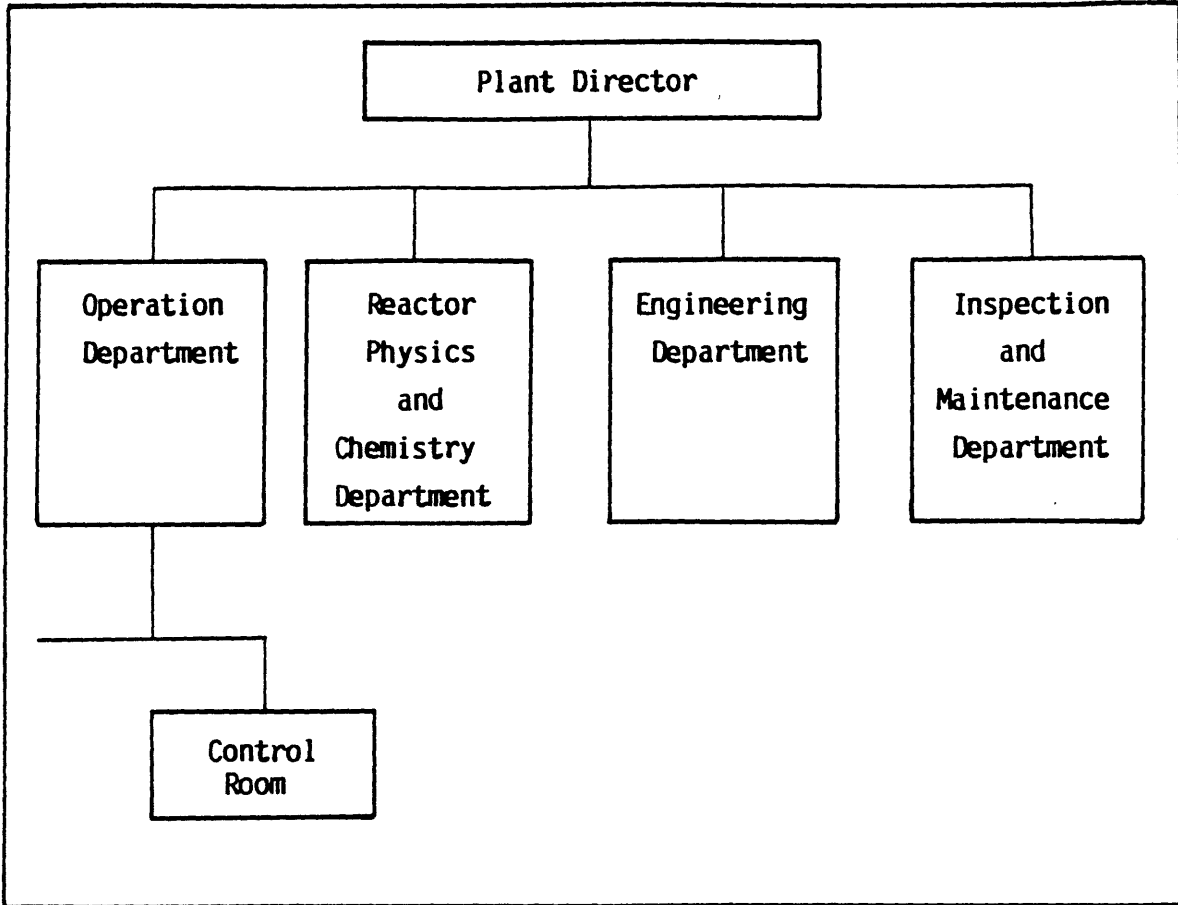 Plant Director
Operation
Department
Reactor
Physics
and
Chemistry
Department
Engineering
Department
Inspection
and
Maintenance
Department
Control
Room